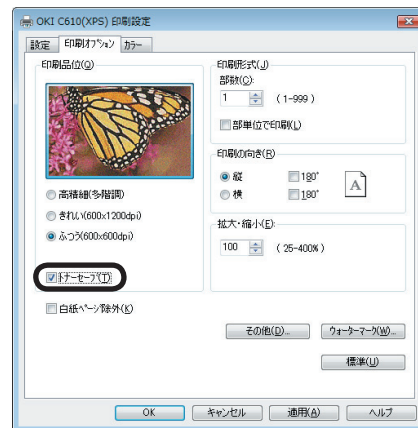 OKI C610(XPS) 印刷設定
設定 印刷オプション カラー
印刷品位(Q)
高精細(多階調)
きれい(600x1200dpi)
ふつう(600x600dpi)
トナーセーブ(T)
白紙ページ除外(K)
印刷形式(J)
部数(C):
1 (1-999)
部単位で印刷(L)
印刷の向き(R)
縦 180°
横 180°
A
拡大・縮小(E):
100 (25-400%)
その他(D)... ウォーターマーク(W)...
標準(U)
OK キャンセル 適用(A) ヘルプ